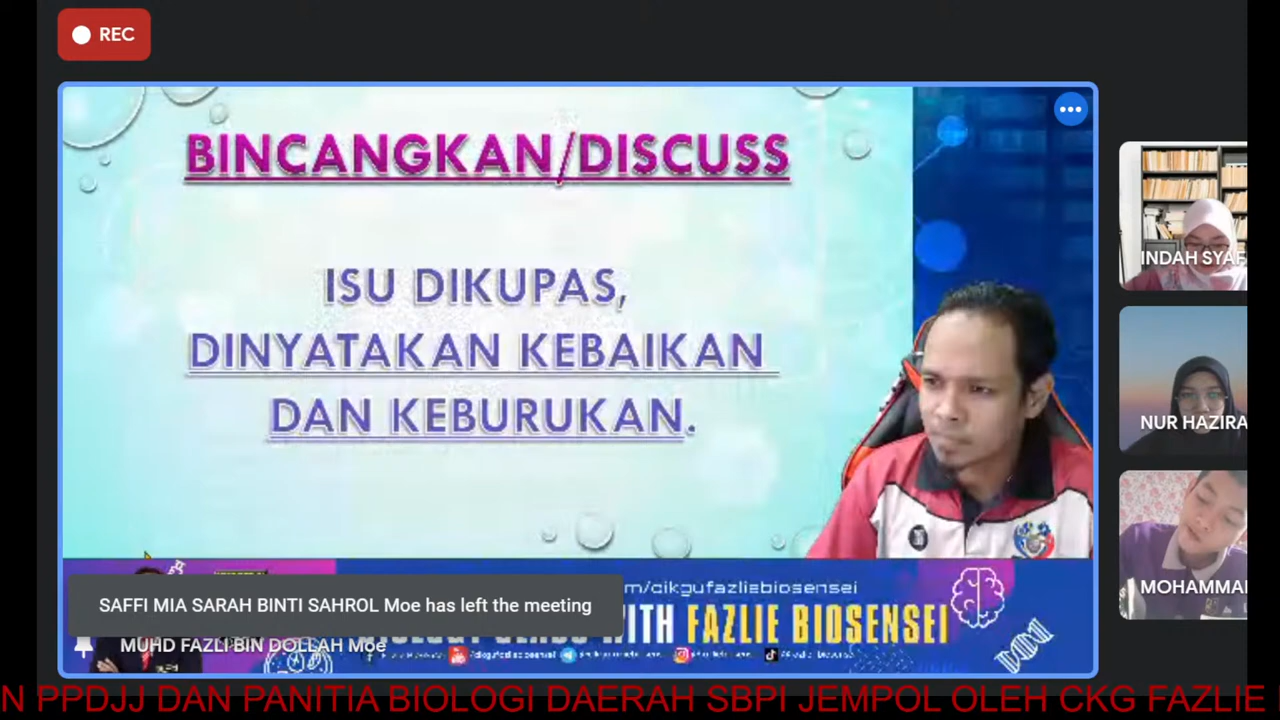 REC
BINCANGKAN/DISCUSS
ISU DIKUPAS,
DINYATAKAN KEBAIKAN
DAN KEBURUKAN.
INDAH SYAF
NUR HAZIRA
MOHAMMA
SAFFI MIA SARAH BINTI SAHROL Moe has left the meeting
m/cikgufazliebiosensei
WITH FAZLIE BIOSENSEI
MUHD FAZLI BIN DOLLAH Moe
N PPDJJ DAN PANITIA BIOLOGI DAERAH SBPI JEMPOL OLEH CKG FAZLIE